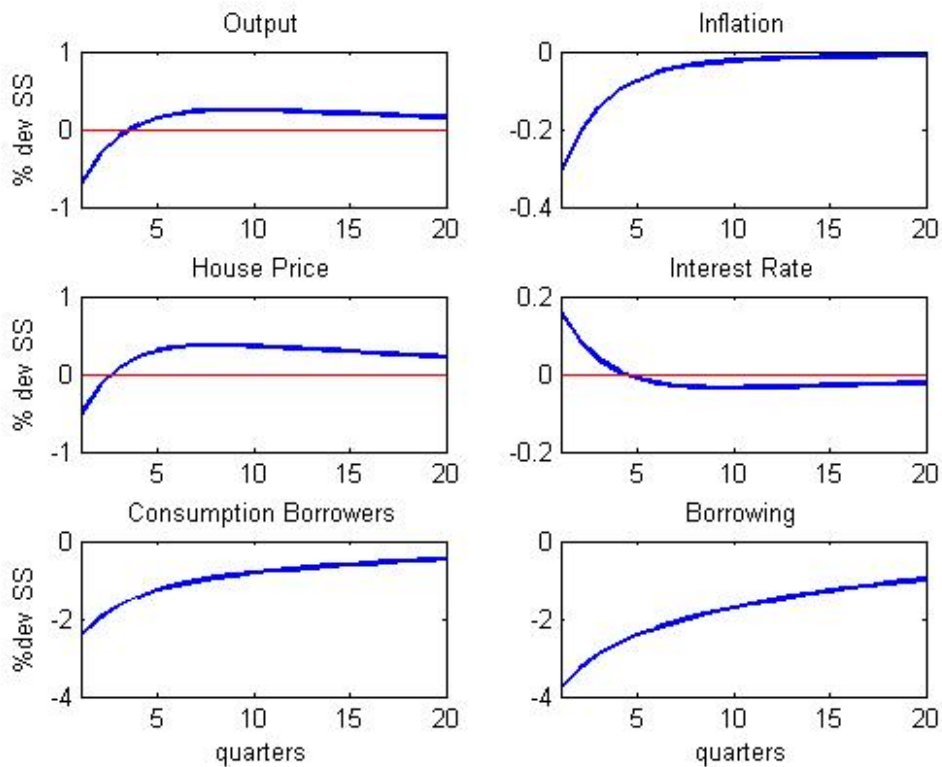 Output
1
0
-1
% dev SS
5 10 15 20
Inflation
0
-0.2
-0.4
5 10 15 20
House Price
1
0
-1
% dev SS
5 10 15 20
Interest Rate
0.2
0
-0.2
5 10 15 20
Consumption Borrowers
0
-2
-4
%dev SS
5 10 15 20
quarters
Borrowing
0
-2
-4
5 10 15 20
quarters